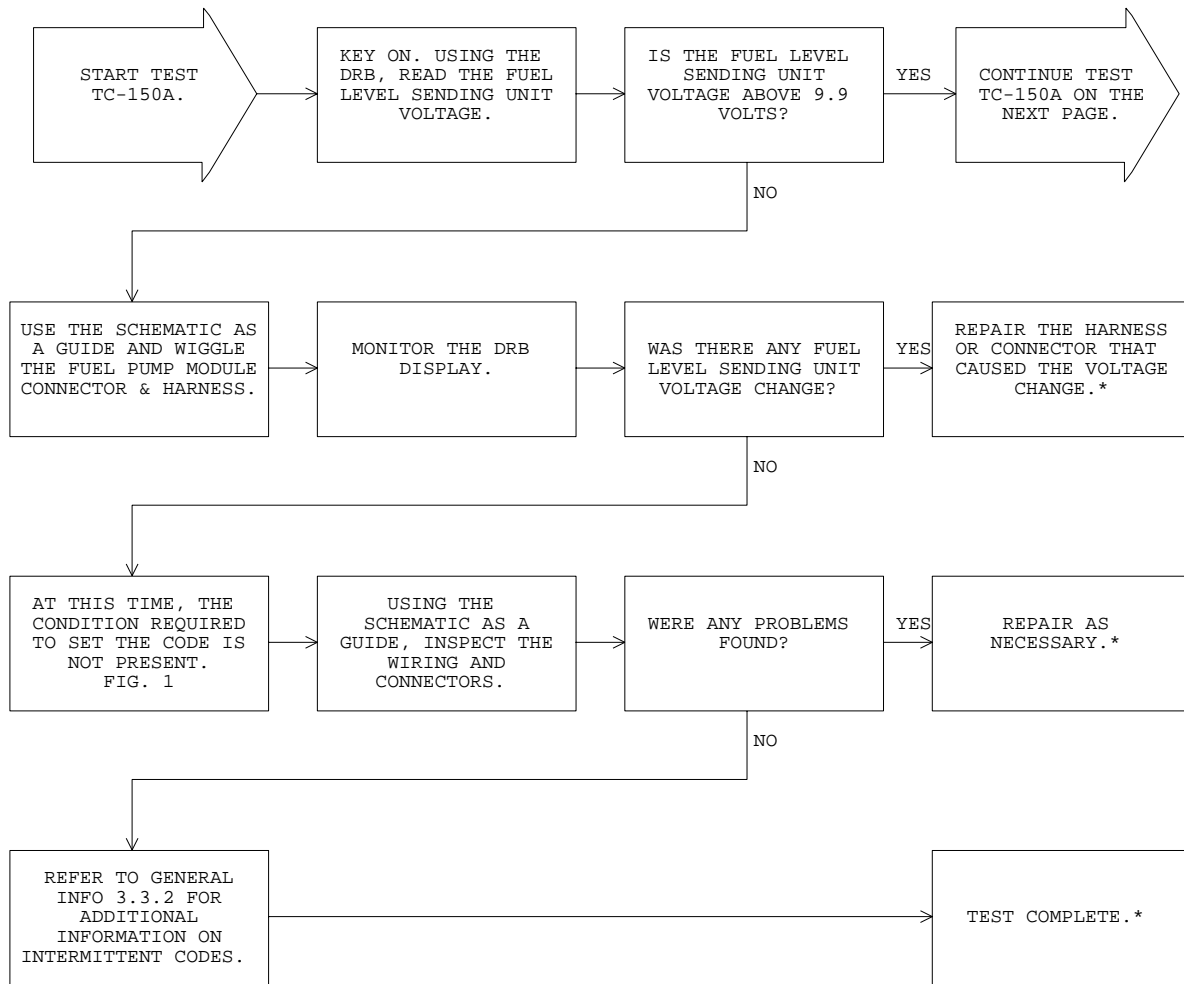 START TEST
TC-150A.
KEY ON. USING THE
DRB, READ THE FUEL
LEVEL SENDING UNIT
VOLTAGE.
IS THE FUEL LEVEL
SENDING UNIT
VOLTAGE ABOVE 9.9
VOLTS?
YES
CONTINUE TEST
TC-150A ON THE
NEXT PAGE.
NO
USE THE SCHEMATIC AS
A GUIDE AND WIGGLE
THE FUEL PUMP MODULE
CONNECTOR & HARNESS.
MONITOR THE DRB
DISPLAY.
WAS THERE ANY FUEL
LEVEL SENDING UNIT
VOLTAGE CHANGE?
YES
REPAIR THE HARNESS
OR CONNECTOR THAT
CAUSED THE VOLTAGE
CHANGE.*
NO
AT THIS TIME, THE
CONDITION REQUIRED
TO SET THE CODE IS
NOT PRESENT.
FIG. 1
USING THE
SCHEMATIC AS A
GUIDE, INSPECT THE
WIRING AND
CONNECTORS.
WERE ANY PROBLEMS
FOUND?
YES
REPAIR AS
NECESSARY.*
NO
REFER TO GENERAL
INFO 3.3.2 FOR
ADDITIONAL
INFORMATION ON
INTERMITTENT CODES.
TEST COMPLETE.*